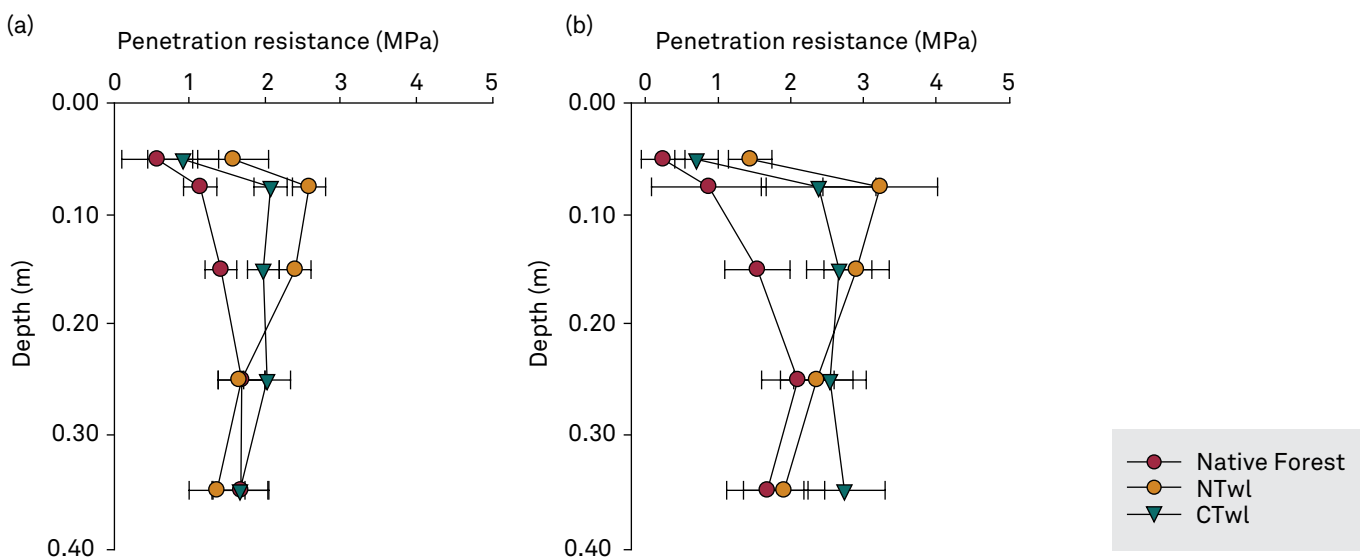 (a)
Penetration resistance (MPa)
0 1 2 3 4 5
0.00
0.10
0.20
0.30
0.40
Depth (m)
(b)
Penetration resistance (MPa)
0 1 2 3 4 5
0.00
0.10
0.20
0.30
0.40
Depth (m)
Native Forest
NTwl
CTwl